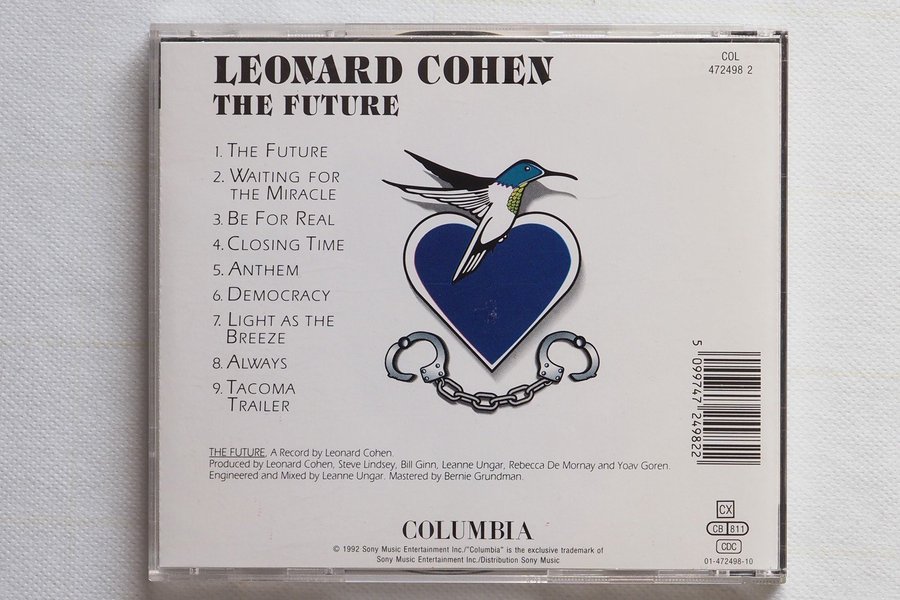 LEONARD COHEN
THE FUTURE
COL
472498 2
1. THE FUTURE
2. WAITING FOR
THE MIRACLE
3. BE FOR REAL
4. CLOSING TIME
5. ANTHEM
6. DEMOCRACY
7. LIGHT AS THE
BREEZE
8. ALWAYS
9. TACOMA
TRAILER
5 099747 249822
THE FUTURE. A Record by Leonard Cohen.
Produced by Leonard Cohen, Steve Lindsey, Bill Ginn, Leanne Ungar, Rebecca De Mornay and Yoav Goren.
Engineered and Mixed by Leanne Ungar. Mastered by Bernie Grundman.
CX
CB 811
CDC
01-472498-10
COLUMBIA
© 1992 Sony Music Entertainment Inc./"Columbia" is the exclusive trademark of
Sony Music Entertainment Inc./Distribution Sony Music